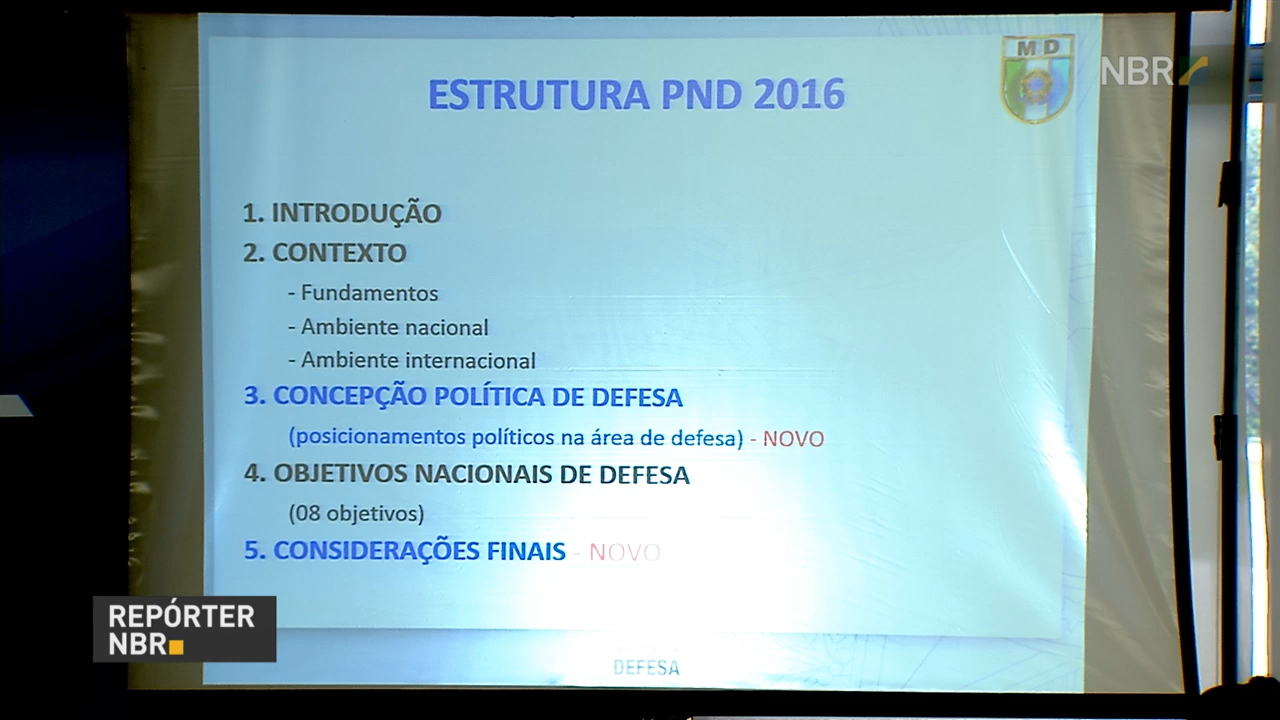 MD
NBR
ESTRUTURA PND 2016
1. INTRODUÇÃO
2. CONTEXTO
- Fundamentos
- Ambiente nacional
- Ambiente internacional
3. CONCEPÇÃO POLÍTICA DE DEFESA
(posicionamentos políticos na área de defesa) - NOVO
4. OBJETIVOS NACIONAIS DE DEFESA
(08 objetivos)
5. CONSIDERAÇÕES FINAIS - NOVO
REPÓRTER
NBR
DEFESA